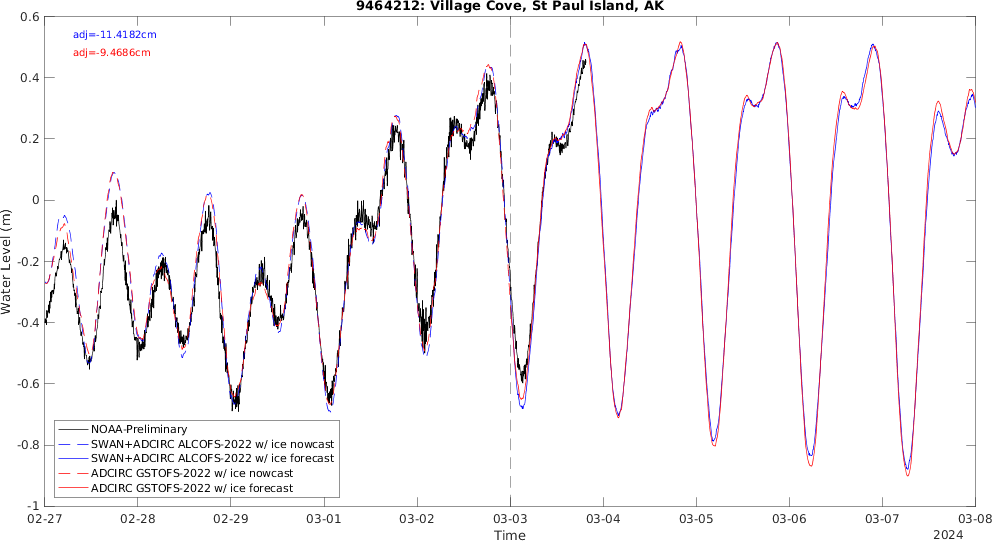 9464212: Village Cove, St Paul Island, AK
adj=-11.4182cm
adj=-9.4686cm
0.6
0.4
0.2
0
-0.2
-0.4
-0.6
-0.8
-1
Water Level (m)
NOAA-Preliminary
SWAN+ADCIRC ALCOFS-2022 w/ ice nowcast
SWAN+ADCIRC ALCOFS-2022 w/ ice forecast
ADCIRC GSTOFS-2022 w/ ice nowcast
ADCIRC GSTOFS-2022 w/ ice forecast
02-27 02-28 02-29 03-01 03-02 03-03 03-04 03-05 03-06 03-07 03-08
Time
2024